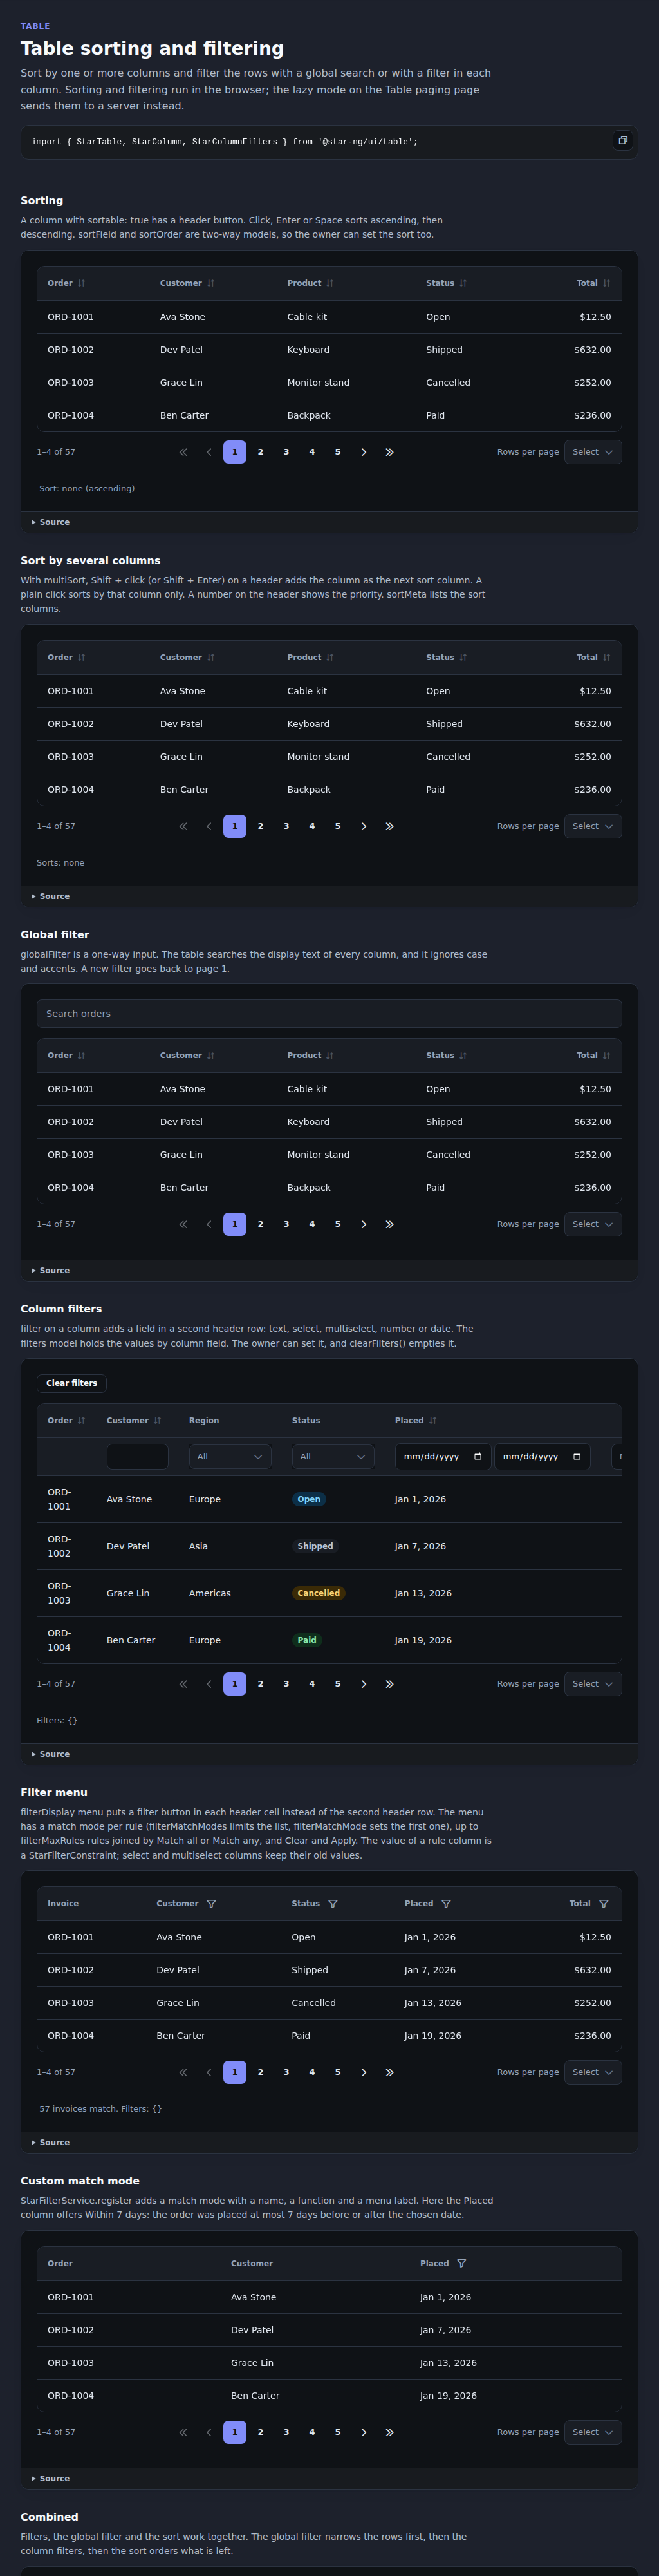 TABLE
Table sorting and filtering
Sort by one or more columns and filter the rows with a global search or with a filter in each
column. Sorting and filtering run in the browser; the lazy mode on the Table paging page
sends them to a server instead.
import { StarTable, StarColumn, StarColumnFilters } from '@star-ng/ui/table';
Sorting
A column with sortable: true has a header button. Click, Enter or Space sorts ascending, then
descending. sortField and sortOrder are two-way models, so the owner can set the sort too.
Order Customer Product Status Total
ORD-1001 Ava Stone Cable kit Open $12.50
ORD-1002 Dev Patel Keyboard Shipped $632.00
ORD-1003 Grace Lin Monitor stand Cancelled $252.00
ORD-1004 Ben Carter Backpack Paid $236.00
1–4 of 57 1 2 3 4 5 Rows per page Select
Sort: none (ascending)
Source
Sort by several columns
With multiSort, Shift + click (or Shift + Enter) on a header adds the column as the next sort column. A
plain click sorts by that column only. A number on the header shows the priority. sortMeta lists the sort
columns.
Order Customer Product Status Total
ORD-1001 Ava Stone Cable kit Open $12.50
ORD-1002 Dev Patel Keyboard Shipped $632.00
ORD-1003 Grace Lin Monitor stand Cancelled $252.00
ORD-1004 Ben Carter Backpack Paid $236.00
1–4 of 57 1 2 3 4 5 Rows per page Select
Sorts: none
Source
Global filter
globalFilter is a one-way input. The table searches the display text of every column, and it ignores case
and accents. A new filter goes back to page 1.
Search orders
Order Customer Product Status Total
ORD-1001 Ava Stone Cable kit Open $12.50
ORD-1002 Dev Patel Keyboard Shipped $632.00
ORD-1003 Grace Lin Monitor stand Cancelled $252.00
ORD-1004 Ben Carter Backpack Paid $236.00
1–4 of 57 1 2 3 4 5 Rows per page Select
Source
Column filters
filter on a column adds a field in a second header row: text, select, multiselect, number or date. The
filters model holds the values by column field. The owner can set it, and clearFilters() empties it.
Clear filters
Order Customer Region Status Placed
All All mm/dd/yyyy mm/dd/yyyy
ORD-
1001 Ava Stone Europe Open Jan 1, 2026
ORD-
1002 Dev Patel Asia Shipped Jan 7, 2026
ORD-
1003 Grace Lin Americas Cancelled Jan 13, 2026
ORD-
1004 Ben Carter Europe Paid Jan 19, 2026
1–4 of 57 1 2 3 4 5 Rows per page Select
Filters: {}
Source
Filter menu
filterDisplay menu puts a filter button in each header cell instead of the second header row. The menu
has a match mode per rule (filterMatchModes limits the list, filterMatchMode sets the first one), up to
filterMaxRules rules joined by Match all or Match any, and Clear and Apply. The value of a rule column is
a StarFilterConstraint; select and multiselect columns keep their old values.
Invoice Customer Status Placed Total
ORD-1001 Ava Stone Open Jan 1, 2026 $12.50
ORD-1002 Dev Patel Shipped Jan 7, 2026 $632.00
ORD-1003 Grace Lin Cancelled Jan 13, 2026 $252.00
ORD-1004 Ben Carter Paid Jan 19, 2026 $236.00
1–4 of 57 1 2 3 4 5 Rows per page Select
57 invoices match. Filters: {}
Source
Custom match mode
StarFilterService.register adds a match mode with a name, a function and a menu label. Here the Placed
column offers Within 7 days: the order was placed at most 7 days before or after the chosen date.
Order Customer Placed
ORD-1001 Ava Stone Jan 1, 2026
ORD-1002 Dev Patel Jan 7, 2026
ORD-1003 Grace Lin Jan 13, 2026
ORD-1004 Ben Carter Jan 19, 2026
1–4 of 57 1 2 3 4 5 Rows per page Select
Source
Combined
Filters, the global filter and the sort work together. The global filter narrows the rows first, then the
column filters, then the sort orders what is left.